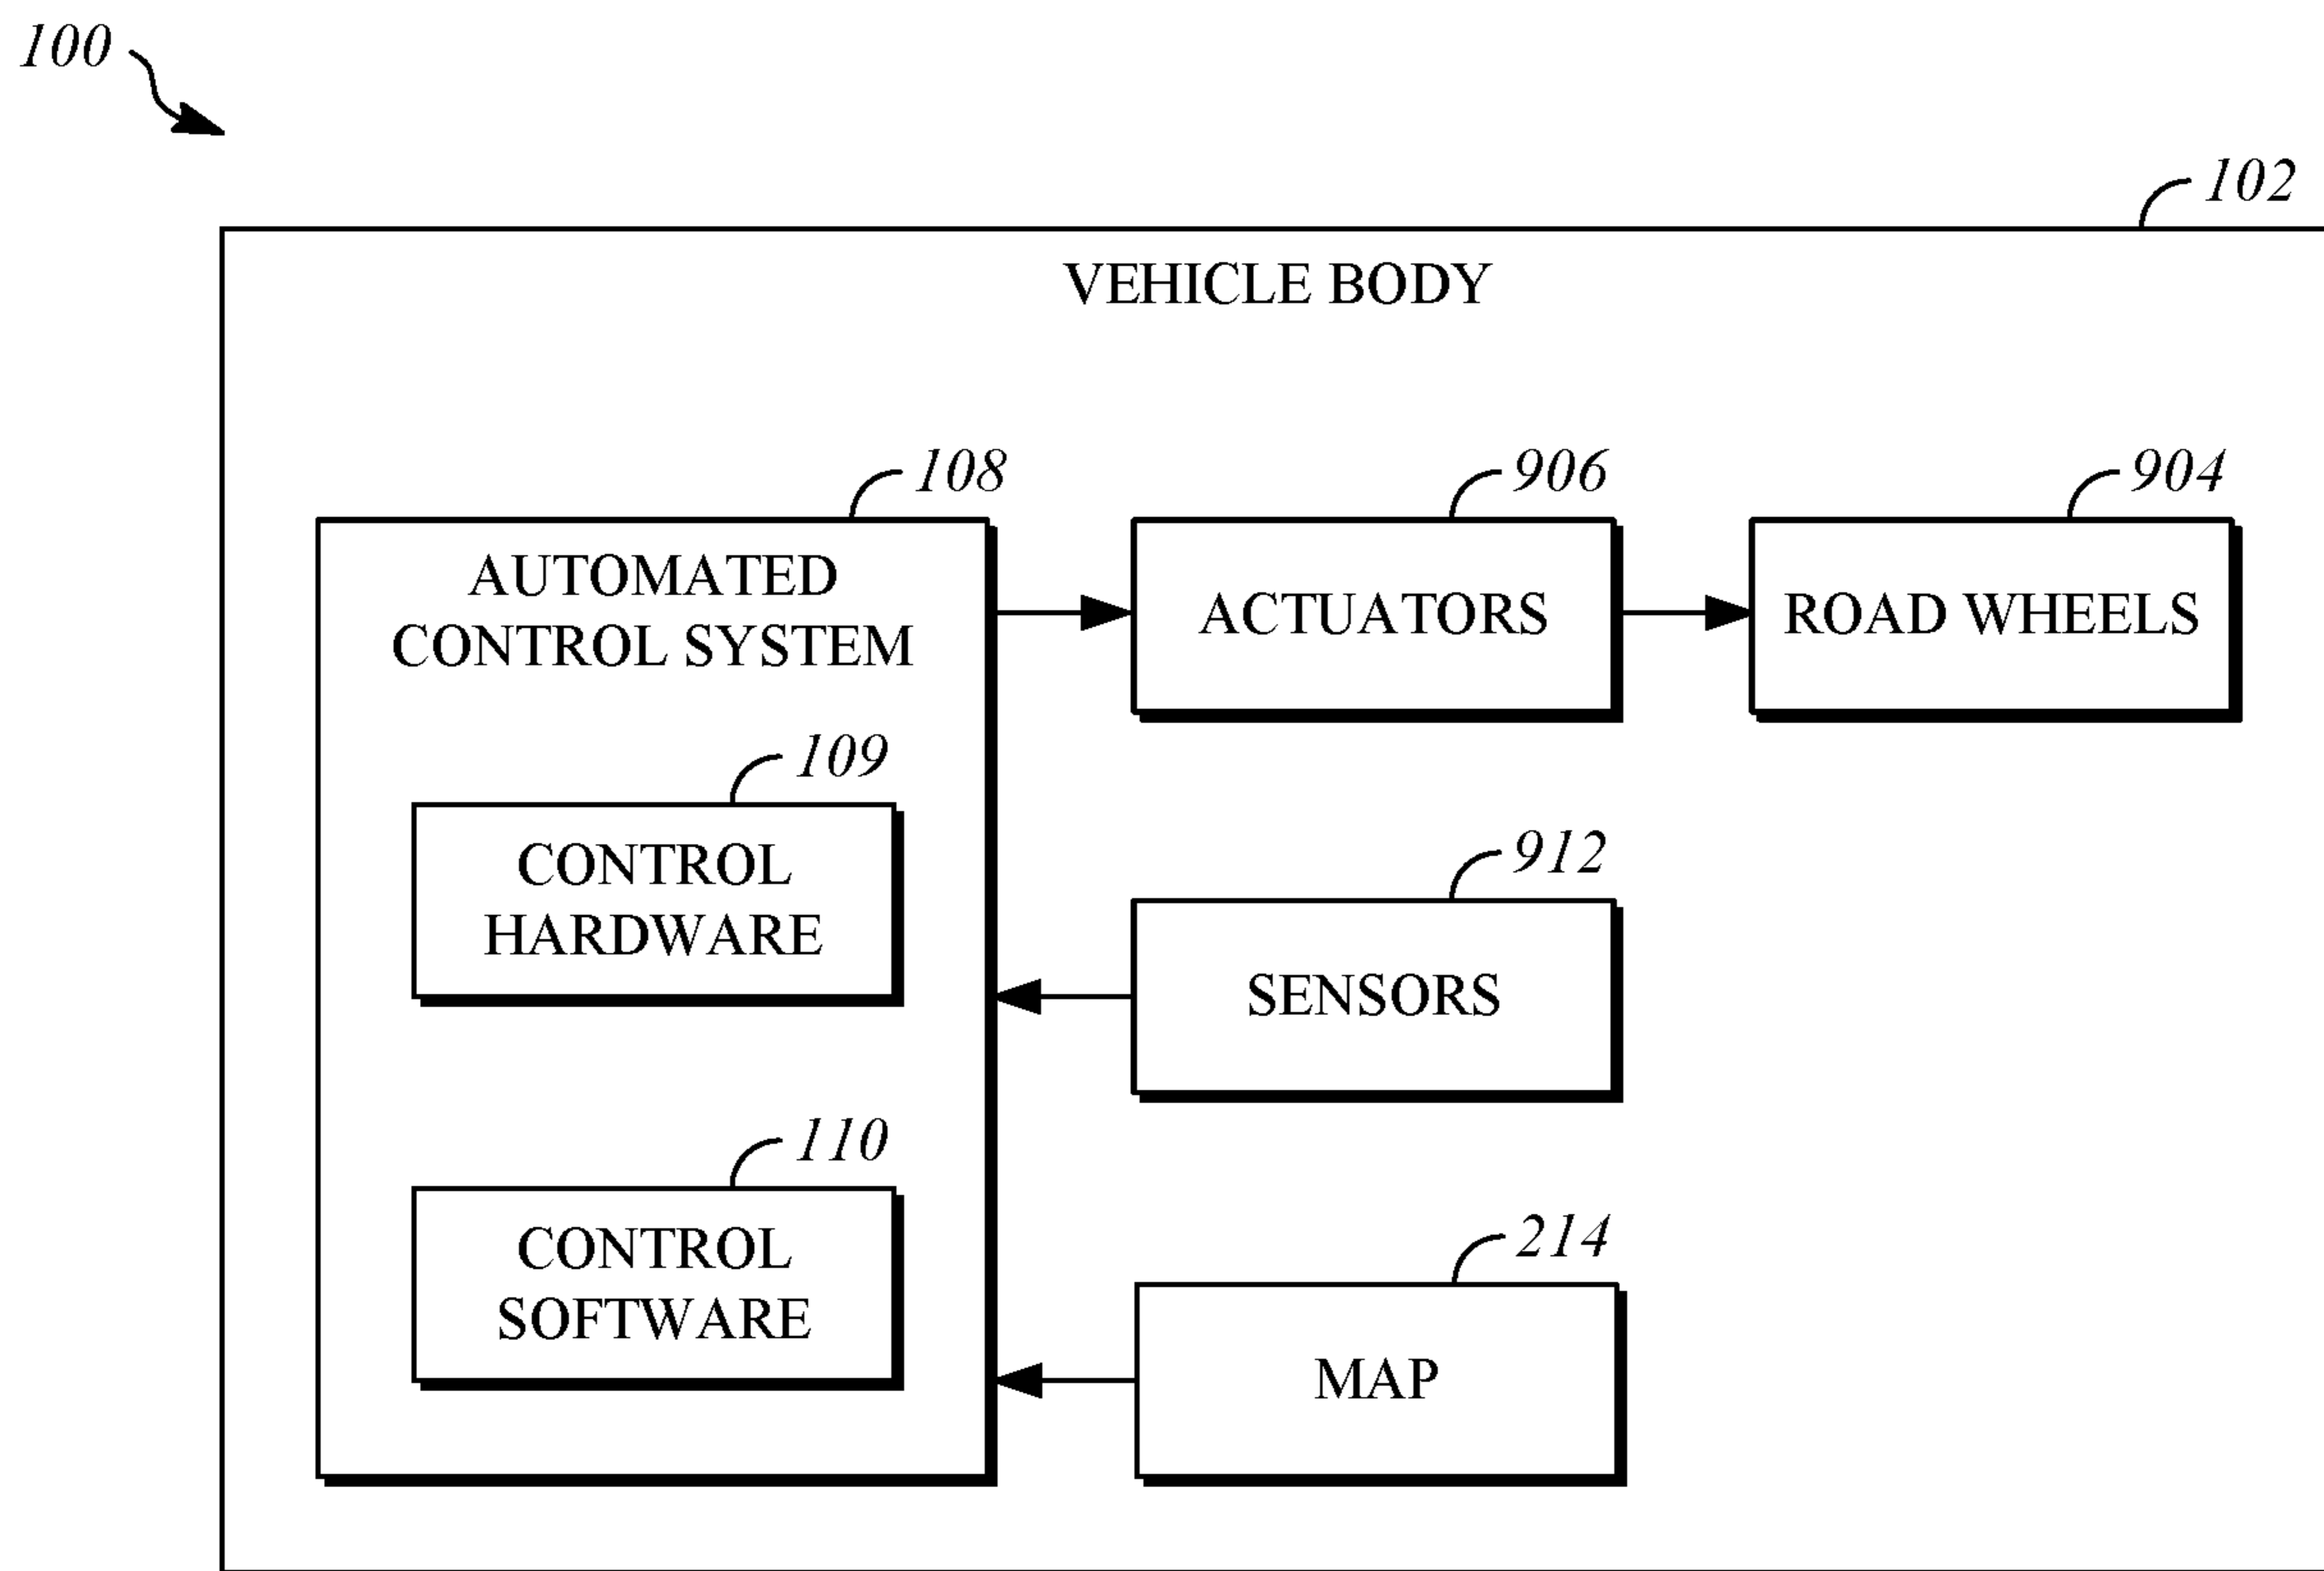 100
102
VEHICLE BODY
108
906
904
AUTOMATED
CONTROL SYSTEM
ACTUATORS
ROAD WHEELS
109
CONTROL
HARDWARE
912
SENSORS
110
CONTROL
SOFTWARE
214
MAP